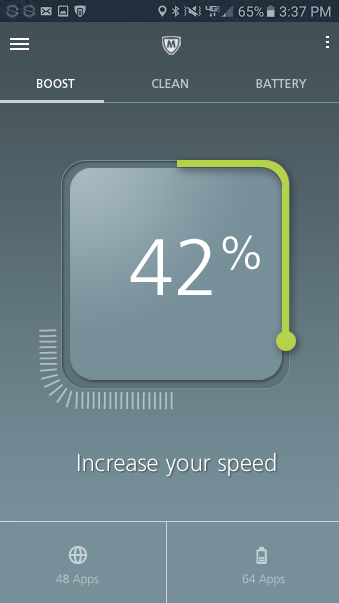 65% 3:37 PM
M
BOOST CLEAN BATTERY
42%
Increase your speed
48 Apps 64 Apps